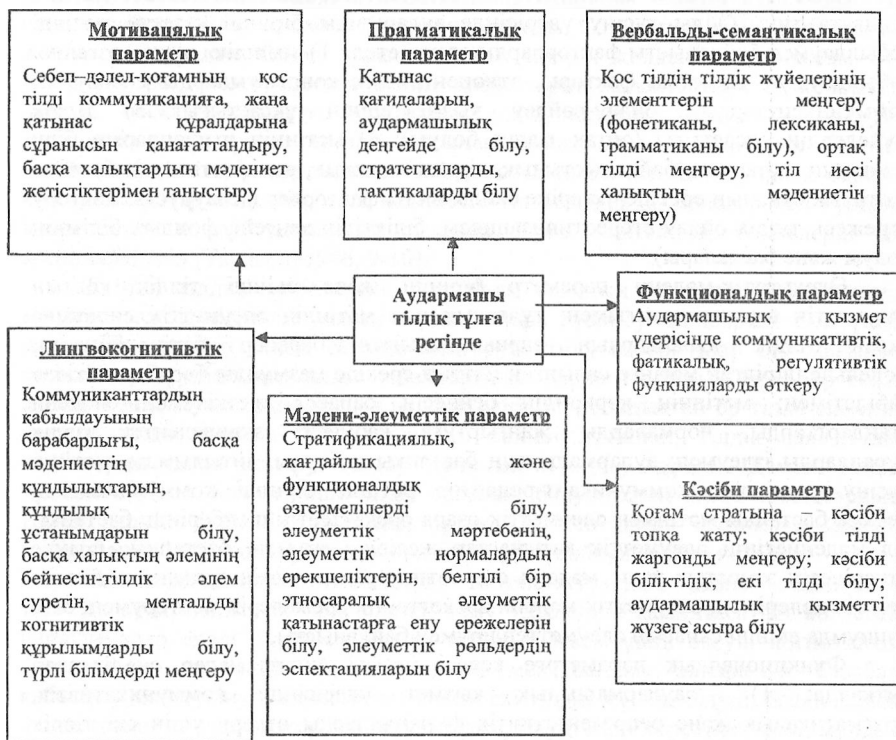 Мотивацялық
параметр
Себеп–дәлел-қоғамның қос
тілді коммуникацияға, жаңа
қатынас құралына
сұранысын қанағаттандыру,
басқа халықтардың мәдениет
жетістіктерімен таныстыру
Прагматикалық
параметр
Қатынас
қағидаларын,
аудармашылық
деңгейде білу,
стратегияларды,
тактикаларды білу
Вербальды-семантикалық
параметр
Қос тілдің тілдік жүйелерінің
элементтерін меңгеру
(фонетика, лексиканы,
грамматиканы білу), ортақ
тілді меңгеру, тіл иесі
халықтың мәдениетін
меңгеру)
Аудармашы
тілдік тұлға
ретінде
Функционалдық параметр
Аудармашылық қызмет
үдерісінде коммуникативтік,
фатикалық, регулятивтік
функцияларды өткеру
Лингвокогнитивтік
параметр
Коммуниканттардың
қабылдауының
барабарлығы, басқа
мәдениеттің
құндылықтарын,
құндылық
ұстанымдарын білу,
басқа халықтың әлемнің
бейнесін-тілдік әлем
суретін, ментальды
когнитивтік
құрылымдарды білу,
түрлі білімдерді меңгеру
Мәдени-әлеуметтік параметр
Стратификациялық,
жағдайлық және
функционалдық
өзгермелілерді білу,
әлеуметтік мәртебенің,
әлеуметтік нормалардың
ерекшеліктерін, белгілі бір
этносаралық әлеуметтік
қатынастарға ену ережелерін
білу, әлеуметтік рөльдердің
эспектацияларын білу
Кәсіби параметр
Қоғам стратына – кәсіби
топқа жату; кәсіби тілді
жаргонды меңгеру; кәсіби
біліктілік; екі тілді білу;
аудармашылық қызметті
жүзеге асыра білу